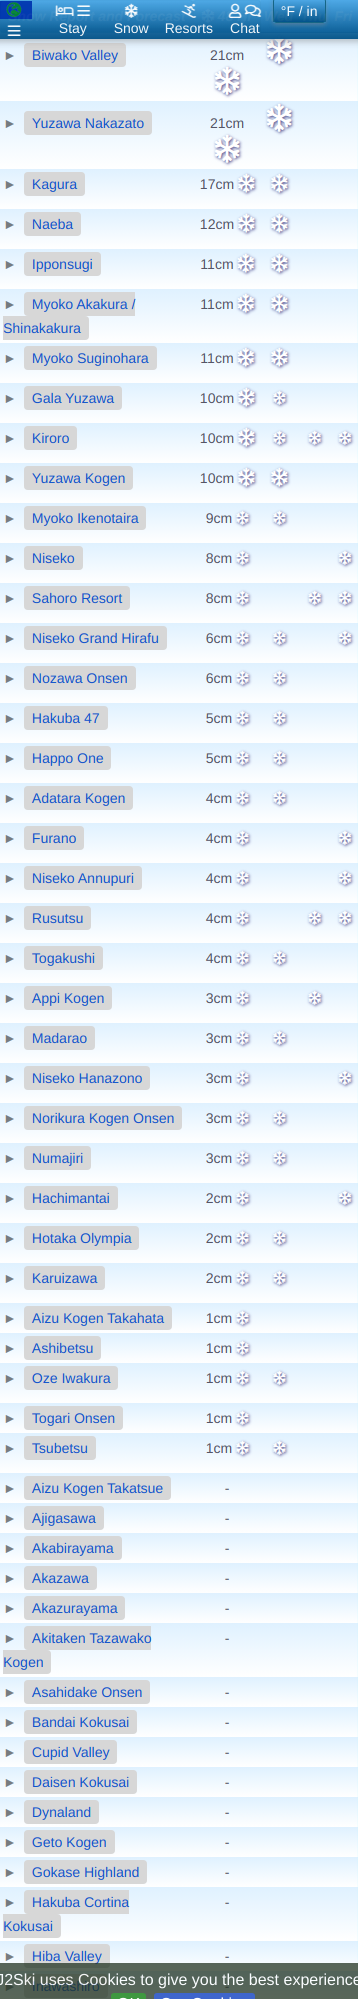 Stay Snow Resorts Chat °F / in
Biwako Valley 21cm
Yuzawa Nakazato 21cm
Kagura 17cm
Naeba 12cm
Ipponsugi 11cm
Myoko Akakura / 11cm
Shinakakura
Myoko Suginohara 11cm
Gala Yuzawa 10cm
Kiroro 10cm
Yuzawa Kogen 10cm
Myoko Ikenotaira 9cm
Niseko 8cm
Sahoro Resort 8cm
Niseko Grand Hirafu 6cm
Nozawa Onsen 6cm
Hakuba 47 5cm
Happo One 5cm
Adatara Kogen 4cm
Furano 4cm
Niseko Annupuri 4cm
Rusutsu 4cm
Togakushi 4cm
Appi Kogen 3cm
Madarao 3cm
Niseko Hanazono 3cm
Norikura Kogen Onsen 3cm
Numajiri 3cm
Hachimantai 2cm
Hotaka Olympia 2cm
Karuizawa 2cm
Aizu Kogen Takahata 1cm
Ashibetsu 1cm
Oze Iwakura 1cm
Togari Onsen 1cm
Tsubetsu 1cm
Aizu Kogen Takatsue -
Ajigasawa -
Akabirayama -
Akazawa -
Akazurayama -
Akitaken Tazawako -
Kogen
Asahidake Onsen -
Bandai Kokusai -
Cupid Valley -
Daisen Kokusai -
Dynaland -
Geto Kogen -
Gokase Highland -
Hakuba Cortina -
Kokusai
Hiba Valley -
J2Ski uses Cookies to give you the best experience
Inawashiro